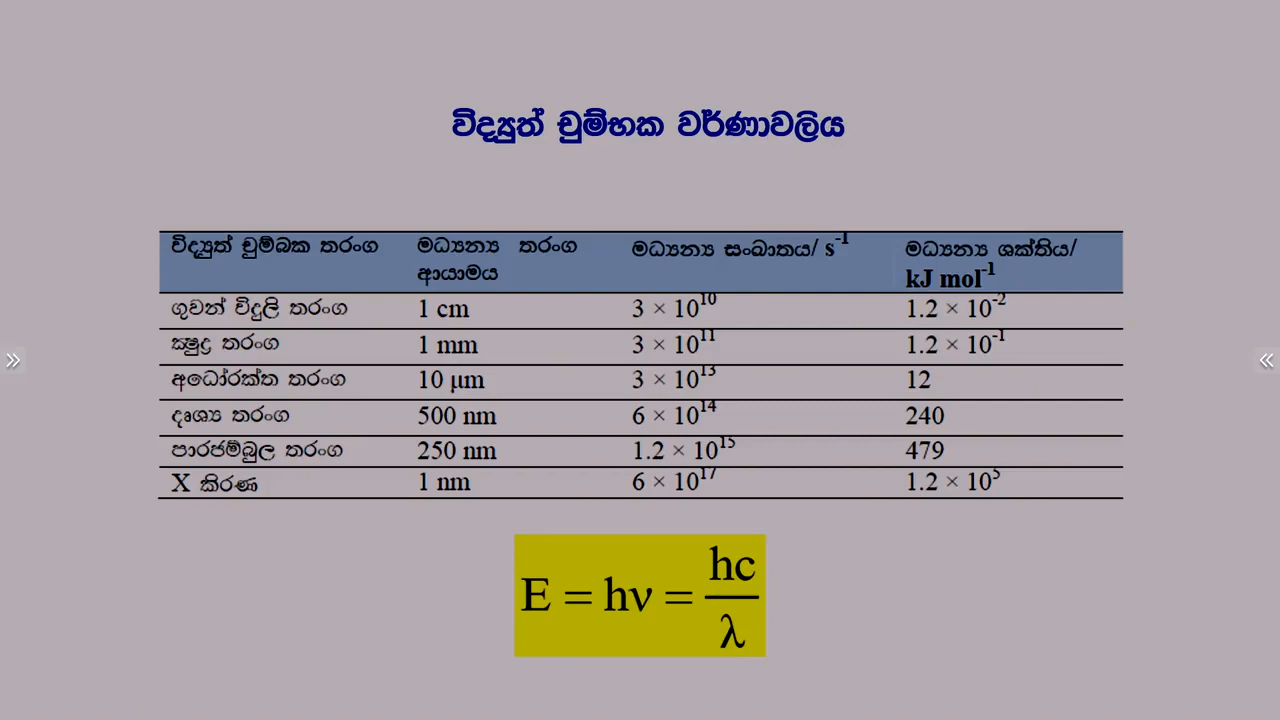 විද්‍යුත් චුම්භක වර්ණාවලිය
විද්‍යුත් චුම්බක තරංග මධ්‍යන්‍ය තරංග ආයාමය මධ්‍යන්‍ය සංඛාතය/ s⁻¹ මධ්‍යන්‍ය ශක්තිය/ kJ mol⁻¹
ගුවන් විදුලි තරංග 1 cm 3 × 10¹⁰ 1.2 × 10⁻²
ක්‍ෂුද්‍ර තරංග 1 mm 3 × 10¹¹ 1.2 × 10⁻¹
අධෝරක්ත තරංග 10 μm 3 × 10¹³ 12
දෘශ්‍ය තරංග 500 nm 6 × 10¹⁴ 240
පාරජම්බුල තරංග 250 nm 1.2 × 10¹⁵ 479
X කිරණ 1 nm 6 × 10¹⁷ 1.2 × 10⁵
E = hν = hc/λ